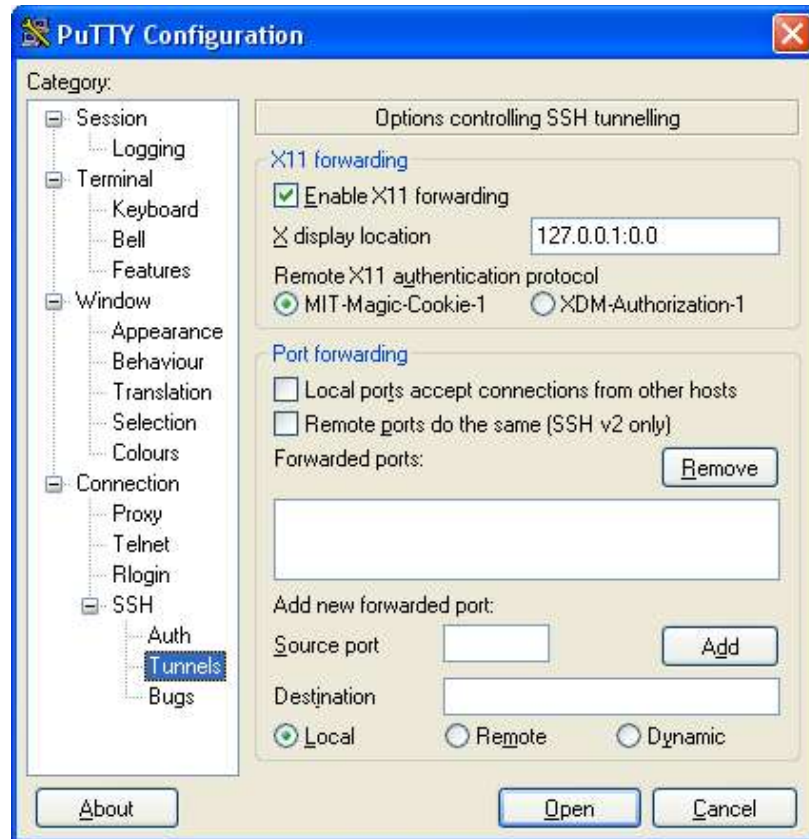 PuTTY Configuration
Category:
Session
Logging
Terminal
Keyboard
Bell
Features
Window
Appearance
Behaviour
Translation
Selection
Colours
Connection
Proxy
Telnet
Rlogin
SSH
Auth
Tunnels
Bugs
Options controlling SSH tunnelling
X11 forwarding
Enable X11 forwarding
X display location 127.0.0.1:0.0
Remote X11 authentication protocol
MIT-Magic-Cookie-1 XDM-Authorization-1
Port forwarding
Local ports accept connections from other hosts
Remote ports do the same (SSH v2 only)
Forwarded ports: Remove
Add new forwarded port:
Source port Add
Destination
Local Remote Dynamic
About Open Cancel